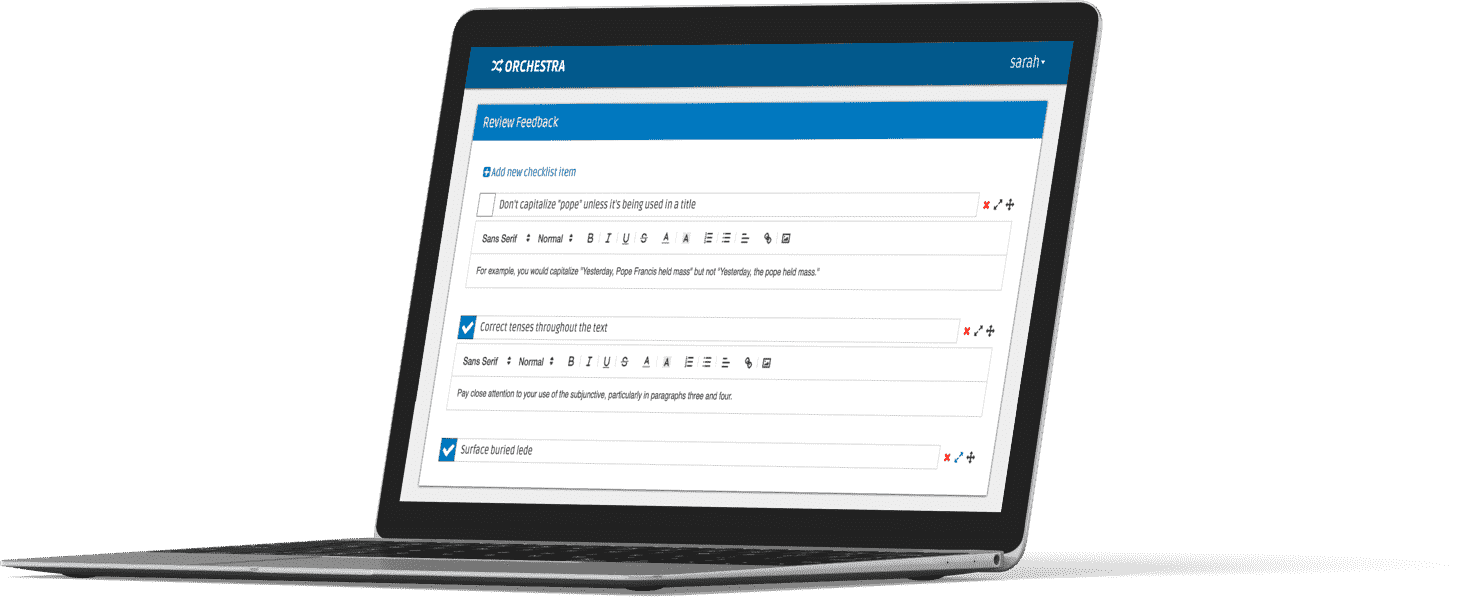 ORCHESTRA
sarah
Review Feedback
Add new checklist item
Don't capitalize "pope" unless it's being used in a title
Sans Serif Normal B I U S A A
For example, you would capitalize "Yesterday, Pope Francis held mass" but not "Yesterday, the pope held mass."
Correct tenses throughout the text
Sans Serif Normal B I U S A A
Pay close attention to your use of the subjunctive, particularly in paragraphs three and four.
Surface buried lede